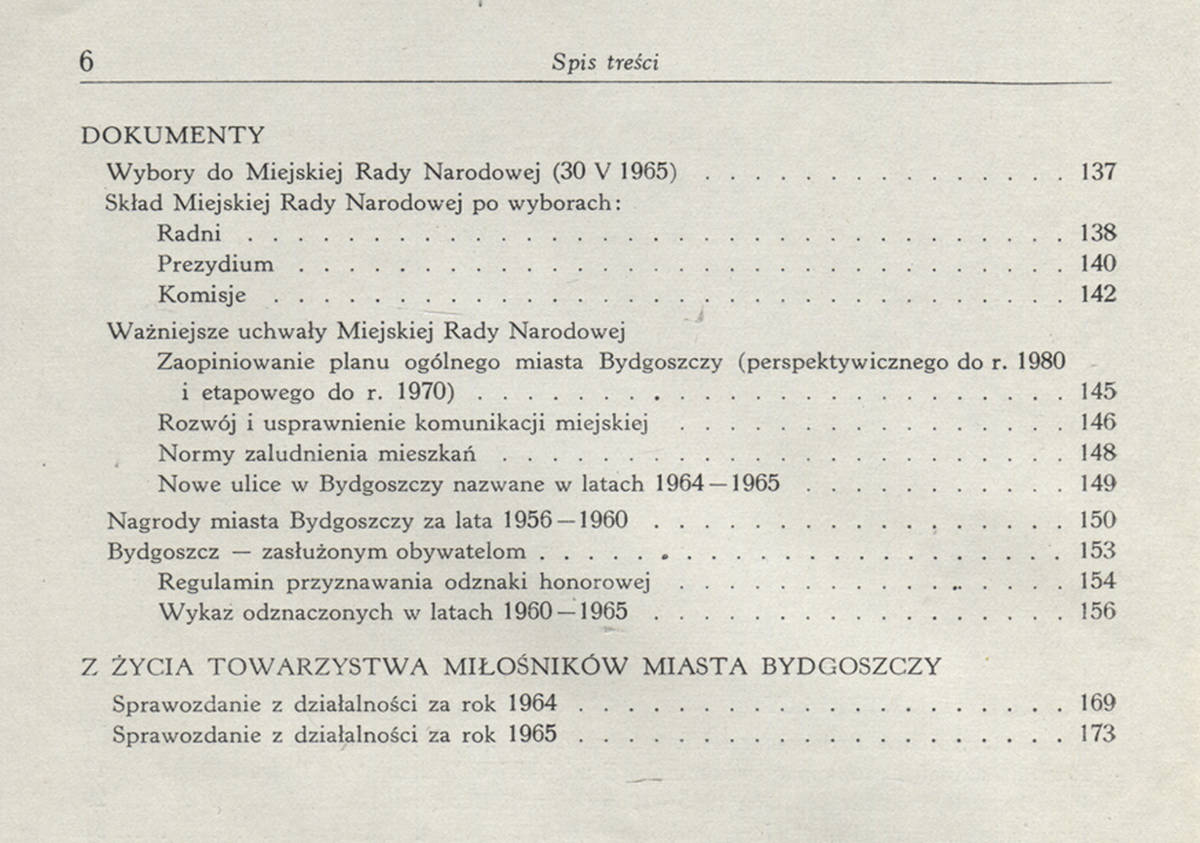 6 Spis treści
DOKUMENTY
Wybory do Miejskiej Rady Narodowej (30 V 1965) . . . . . . . . . . . . . . . 137
Skład Miejskiej Rady Narodowej po wyborach:
Radni . . . . . . . . . . . . . . . . . . . . . . . . . . . . . . . . . 138
Prezydium . . . . . . . . . . . . . . . . . . . . . . . . . . . . . . . 140
Komisje . . . . . . . . . . . . . . . . . . . . . . . . . . . . . . . . 142
Ważniejsze uchwały Miejskiej Rady Narodowej
Zaopiniowanie planu ogólnego miasta Bydgoszczy (perspektywicznego do r. 1980
i etapowego do r. 1970) . . . . . . . . . . . . . . . . . . . . . . . . 145
Rozwój i usprawnienie komunikacji miejskiej . . . . . . . . . . . . . . . . 146
Normy zaludnienia mieszkań . . . . . . . . . . . . . . . . . . . . . . . 148
Nowe ulice w Bydgoszczy nazwane w latach 1964—1965 . . . . . . . . . . . 149
Nagrody miasta Bydgoszczy za lata 1956—1960 . . . . . . . . . . . . . . . . . 150
Bydgoszcz — zasłużonym obywatelom . . . . . . . . . . . . . . . . . . . . . 153
Regulamin przyznawania odznaki honorowej . . . . . . . . . . . . . . . . 154
Wykaz odznaczonych w latach 1960—1965 . . . . . . . . . . . . . . . . . 156
Z ŻYCIA TOWARZYSTWA MIŁOŚNIKÓW MIASTA BYDGOSZCZY
Sprawozdanie z działalności za rok 1964 . . . . . . . . . . . . . . . . . . . . 169
Sprawozdanie z działalności za rok 1965 . . . . . . . . . . . . . . . . . . . . 173